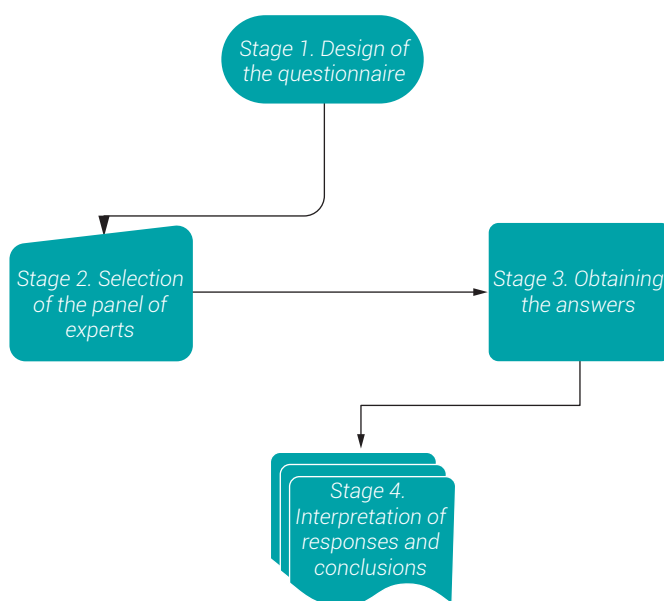 Stage 1. Design of
the questionnaire
Stage 2. Selection
of the panel of
experts
Stage 3. Obtaining
the answers
Stage 4.
Interpretation of
responses and
conclusions